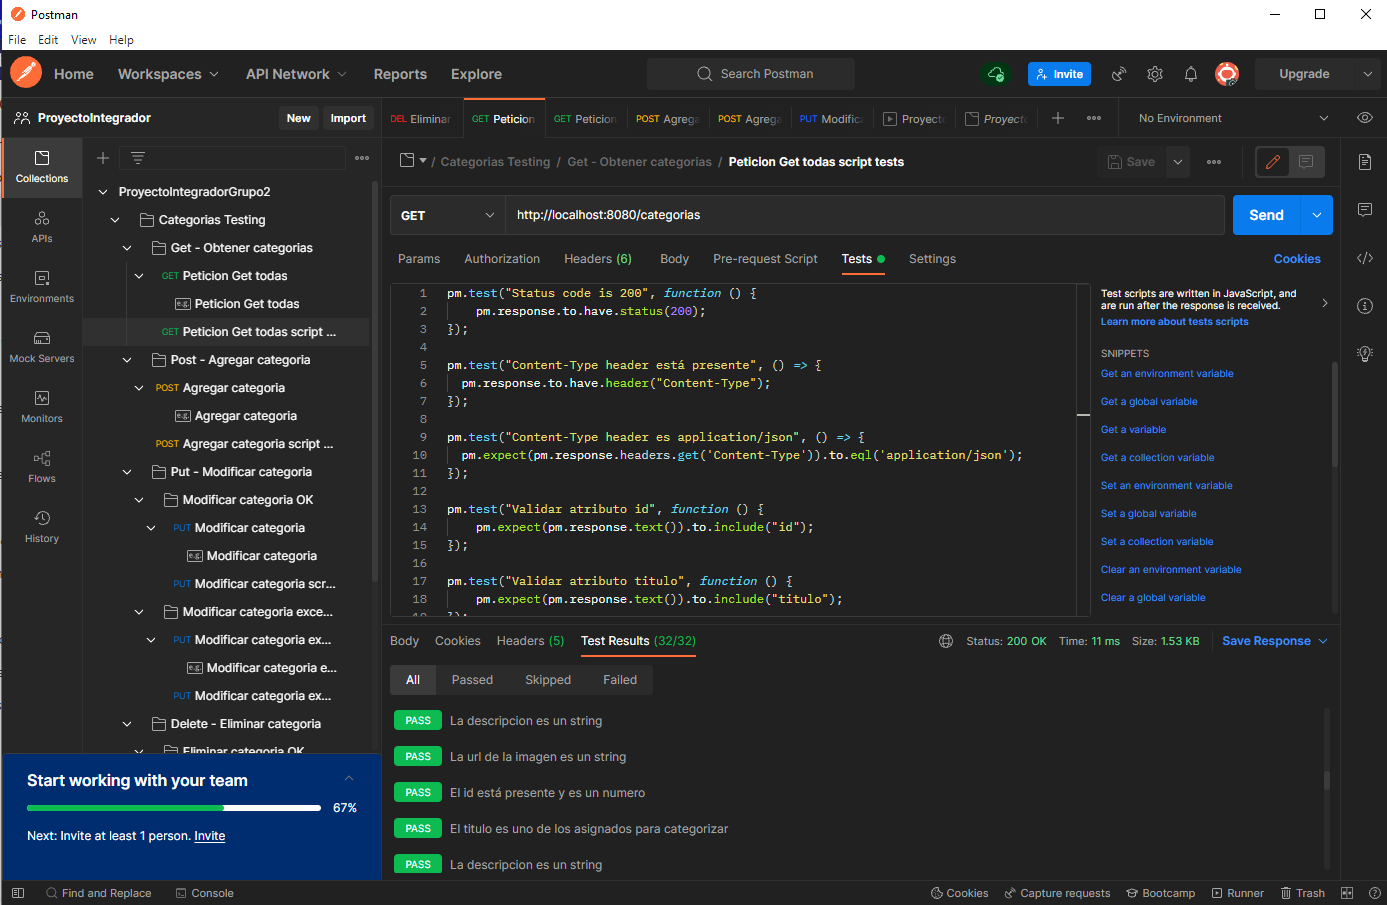 Postman
File Edit View Help
Home Workspaces API Network Reports Explore Search Postman Invite Upgrade
ProyectoIntegrador New Import
DEL Eliminar GET Peticion GET Peticion POST Agrega POST Agrega PUT Modifica Proyecto Proyecto No Environment
Collections
APIs
Environments
Mock Servers
Monitors
Flows
History
ProyectoIntegradorGrupo2
Categorias Testing
Get - Obtener categorias
GET Peticion Get todas
e.g. Peticion Get todas
GET Peticion Get todas script ...
Post - Agregar categoria
POST Agregar categoria
e.g. Agregar categoria
POST Agregar categoria script ...
Put - Modificar categoria
Modificar categoria OK
PUT Modificar categoria
e.g. Modificar categoria
PUT Modificar categoria scr...
Modificar categoria exce...
PUT Modificar categoria ex...
e.g. Modificar categoria e...
PUT Modificar categoria ex...
Delete - Eliminar categoria
Eliminar categoria OK
Start working with your team
67%
Next: Invite at least 1 person. Invite
/ Categorias Testing / Get - Obtener categorias / Peticion Get todas script tests Save
GET http://localhost:8080/categorias Send
Params Authorization Headers (6) Body Pre-request Script Tests Settings Cookies
1 pm.test("Status code is 200", function () {
2 pm.response.to.have.status(200);
3 });
4
5 pm.test("Content-Type header está presente", () => {
6 pm.response.to.have.header("Content-Type");
7 });
8
9 pm.test("Content-Type header es application/json", () => {
10 pm.expect(pm.response.headers.get('Content-Type')).to.eql('application/json');
11 });
12
13 pm.test("Validar atributo id", function () {
14 pm.expect(pm.response.text()).to.include("id");
15 });
16
17 pm.test("Validar atributo titulo", function () {
18 pm.expect(pm.response.text()).to.include("titulo");
19 });
Test scripts are written in JavaScript, and
are run after the response is received.
Learn more about tests scripts
SNIPPETS
Get an environment variable
Get a global variable
Get a variable
Get a collection variable
Set an environment variable
Set a global variable
Set a collection variable
Clear an environment variable
Clear a global variable
Body Cookies Headers (5) Test Results (32/32) Status: 200 OK Time: 11 ms Size: 1.53 KB Save Response
All Passed Skipped Failed
PASS La descripcion es un string
PASS La url de la imagen es un string
PASS El id está presente y es un numero
PASS El titulo es uno de los asignados para categorizar
PASS La descripcion es un string
Find and Replace Console Cookies Capture requests Bootcamp Runner Trash